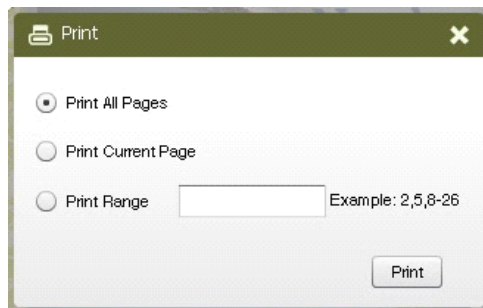 Print
Print All Pages
Print Current Page
Print Range Example: 2,5,8-26
Print